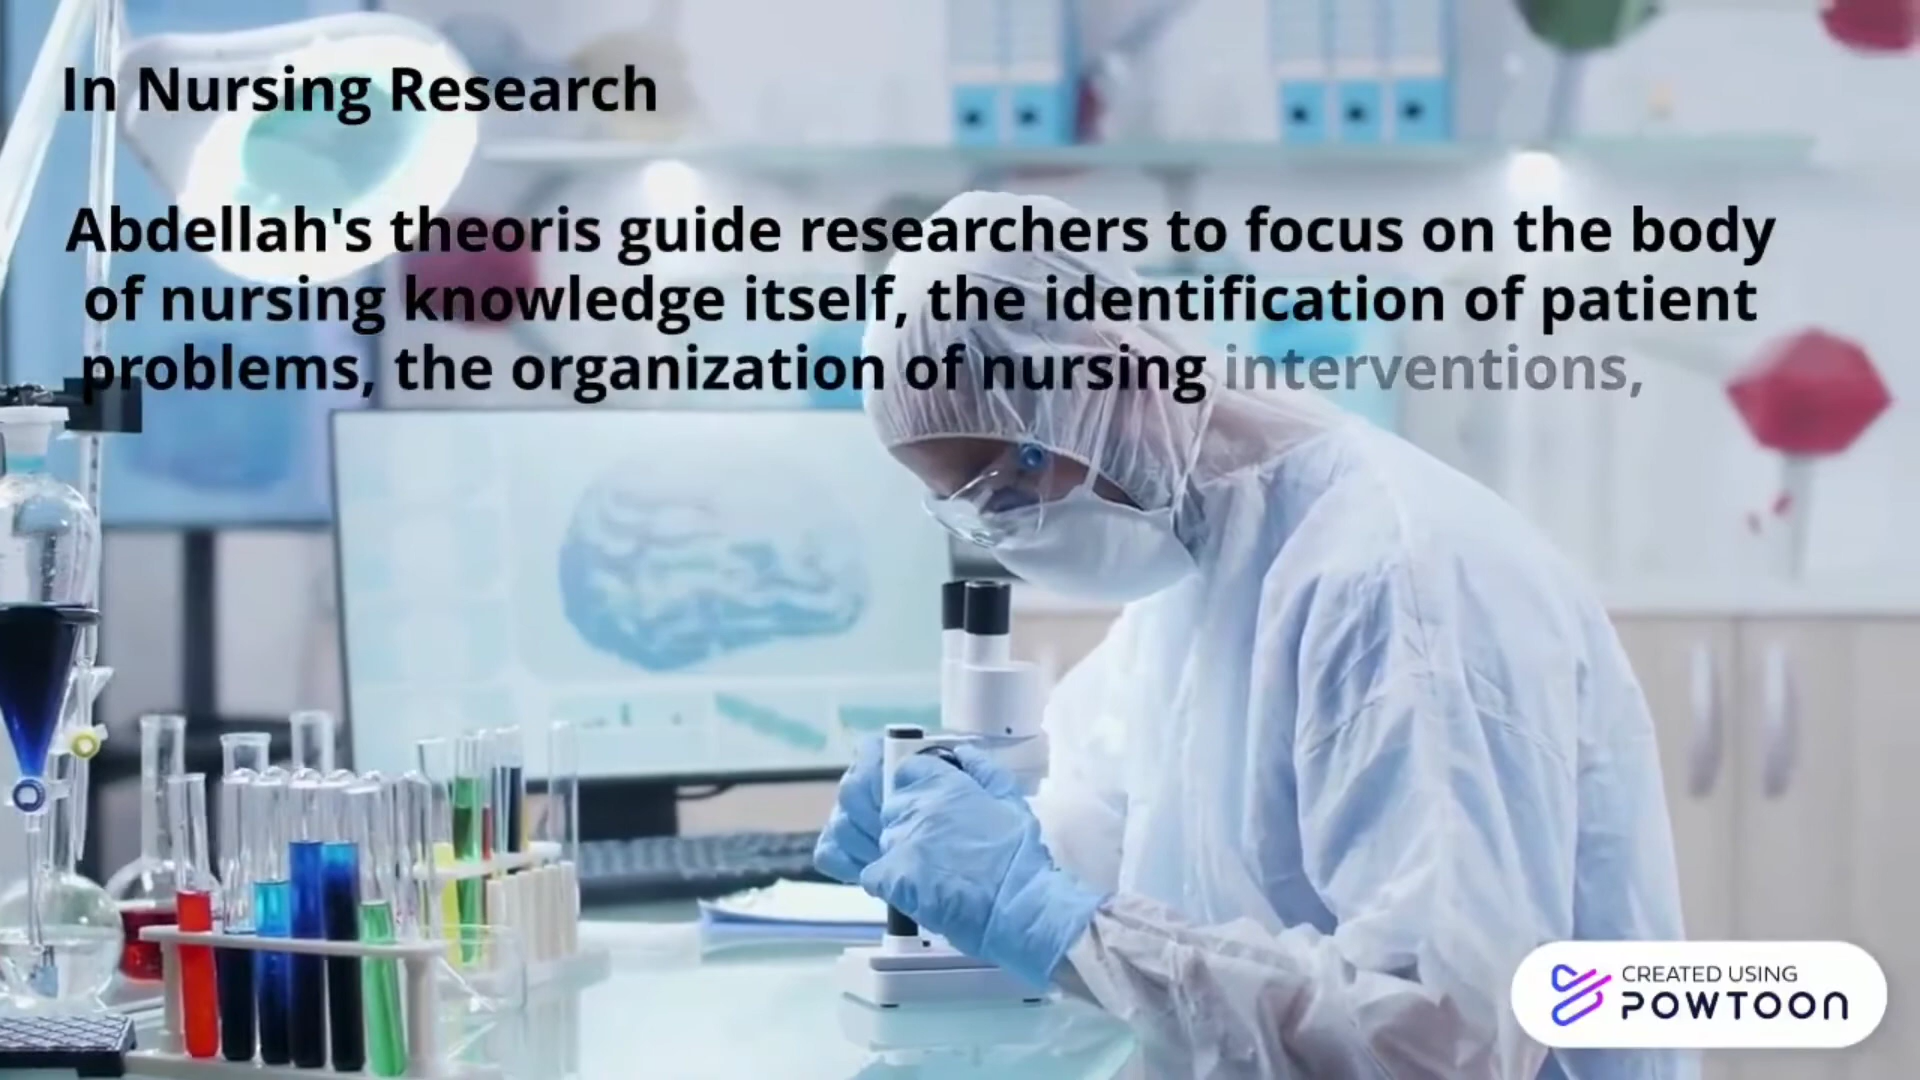 In Nursing Research
Abdellah's theoris guide researchers to focus on the body
of nursing knowledge itself, the identification of patient
problems, the organization of nursing interventions,
CREATED USING
POWTOON